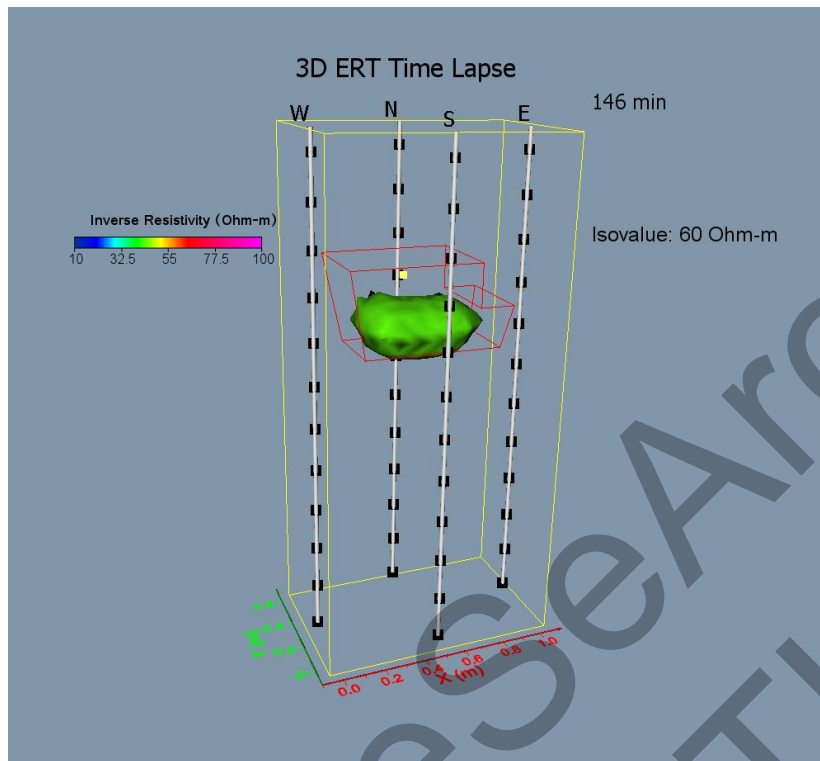 3D ERT Time Lapse
146 min
W N S E
Inverse Resistivity (Ohm-m)
10 32.5 55 77.5 100
Isovalue: 60 Ohm-m
0.0 0.2 0.4 0.6 0.8 1.0
X (m)